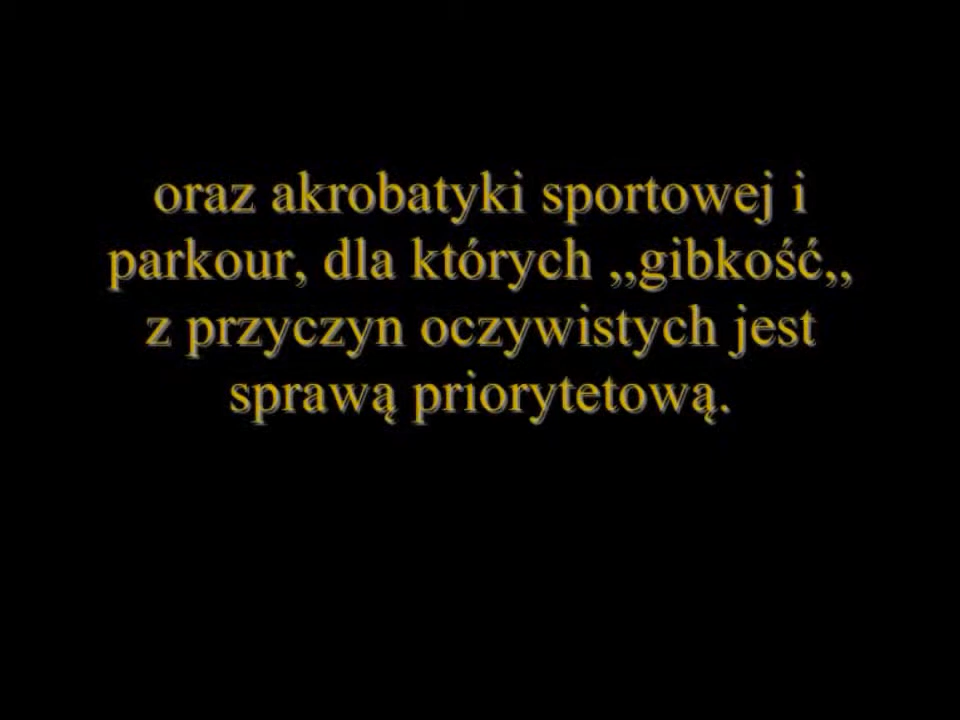 oraz akrobatyki sportowej i
parkour, dla których ,,gibkość,,
z przyczyn oczywistych jest
sprawą priorytetową.